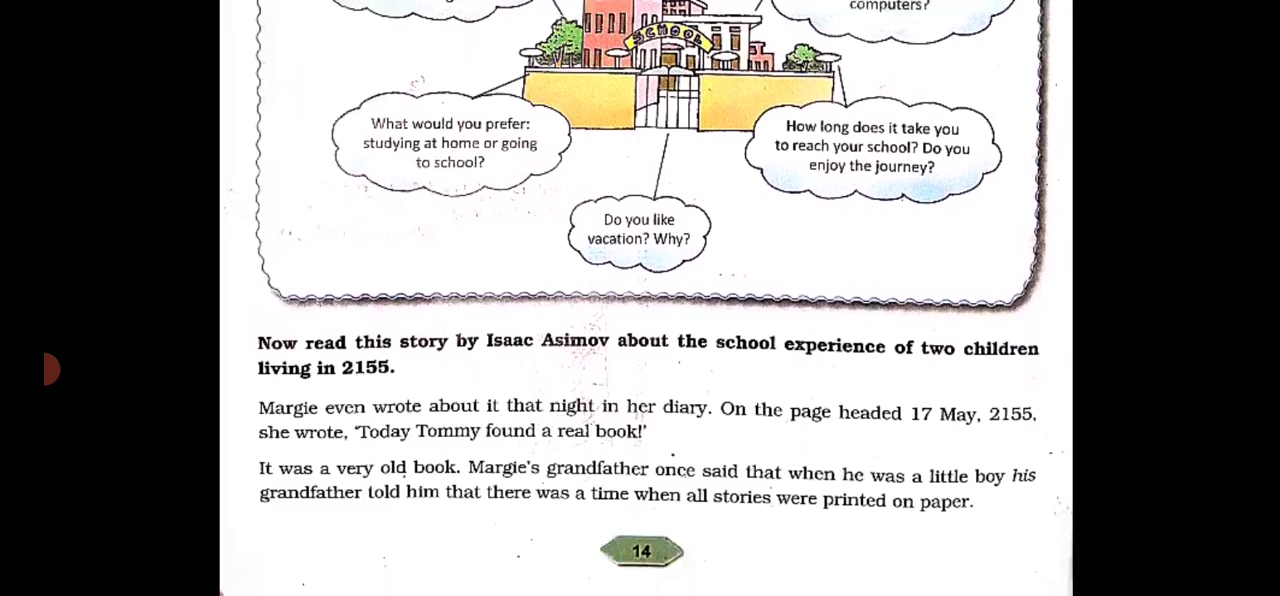 computers?
SCHOOL
What would you prefer:
studying at home or going
to school?
How long does it take you
to reach your school? Do you
enjoy the journey?
Do you like
vacation? Why?
Now read this story by Isaac Asimov about the school experience of two children
living in 2155.
Margie even wrote about it that night in her diary. On the page headed 17 May, 2155,
she wrote, 'Today Tommy found a real book!'
It was a very old book. Margie's grandfather once said that when he was a little boy his
grandfather told him that there was a time when all stories were printed on paper.
14